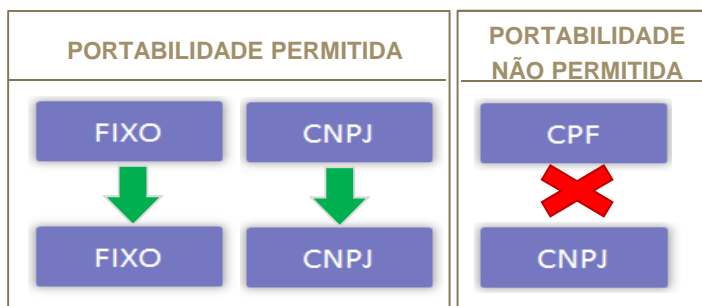 PORTABILIDADE PERMITIDA
FIXO
CNPJ
FIXO
CNPJ
PORTABILIDADE
NÃO PERMITIDA
CPF
CNPJ